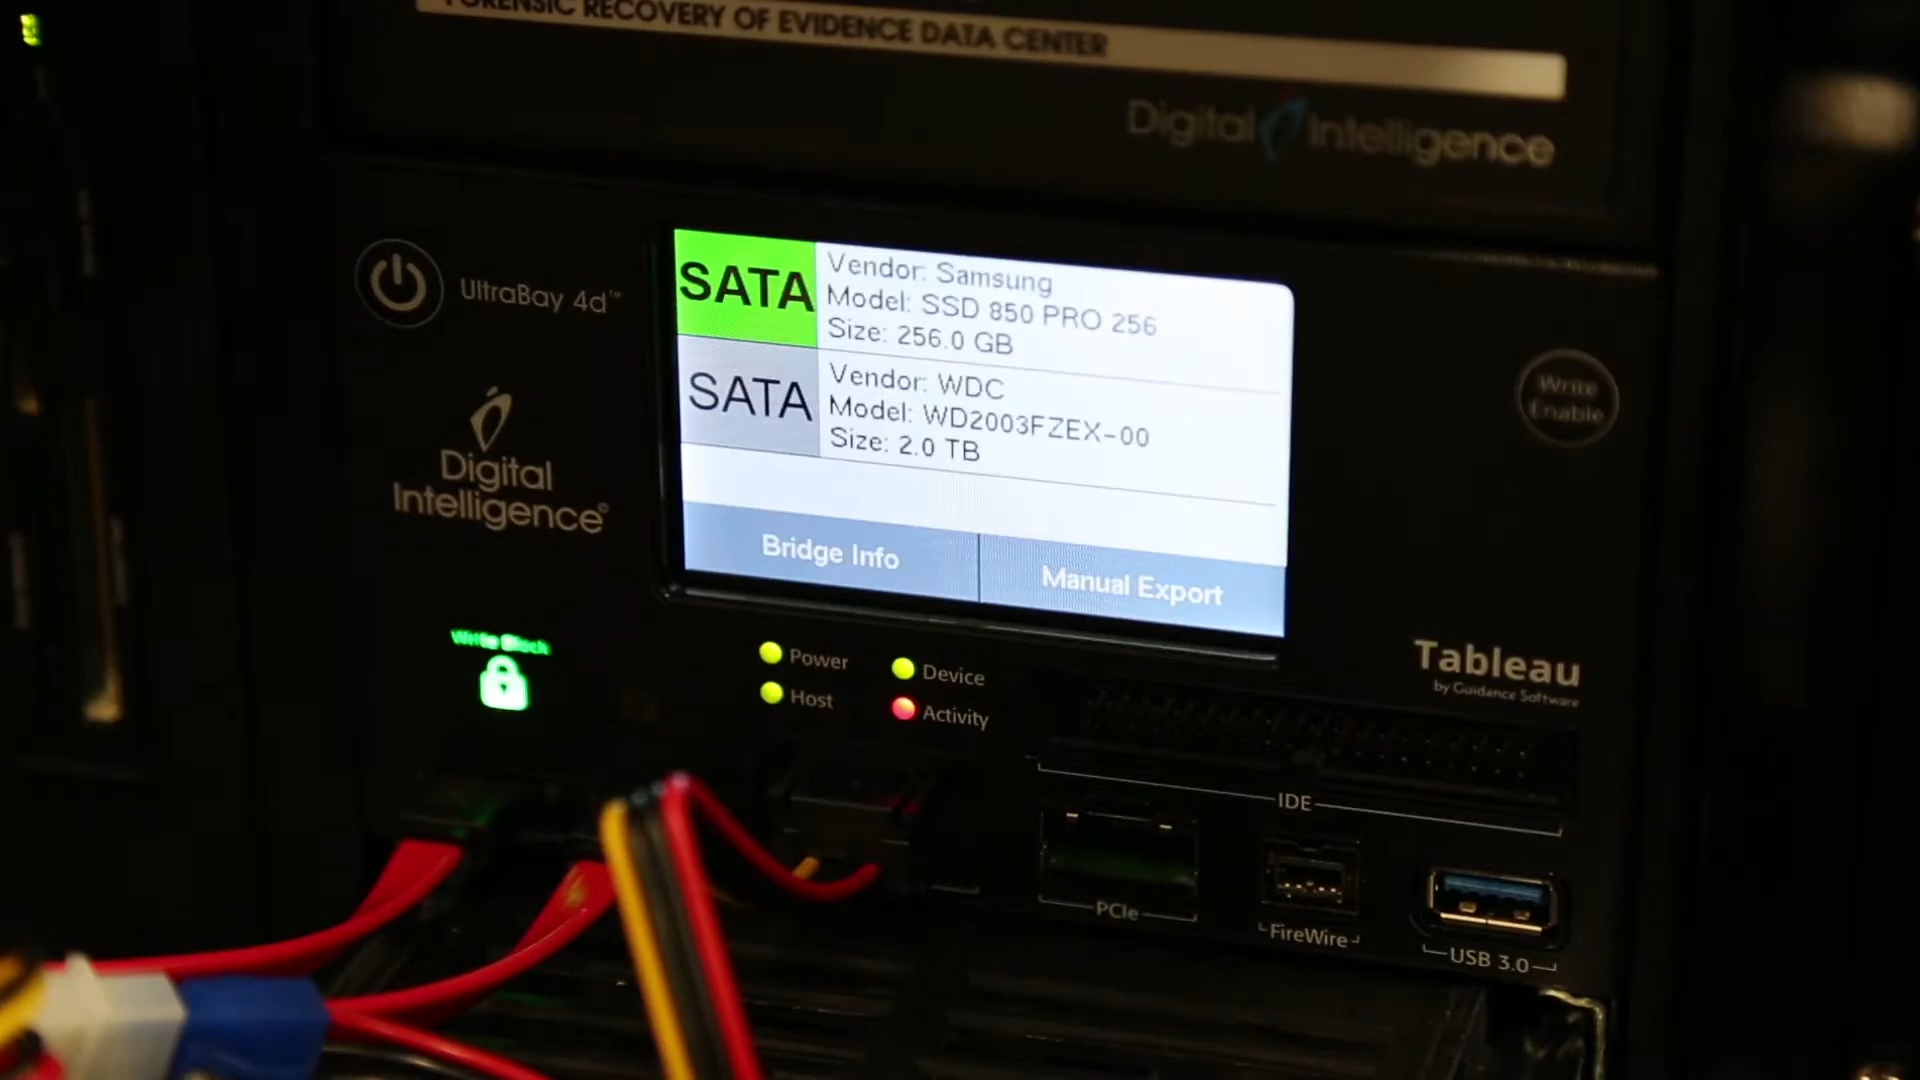 FORENSIC RECOVERY OF EVIDENCE DATA CENTER
Digital Intelligence
UltraBay 4d™
SATA
Vendor: Samsung
Model: SSD 850 PRO 256
Size: 256.0 GB
SATA
Vendor: WDC
Model: WD2003FZEX-00
Size: 2.0 TB
Bridge Info
Manual Export
Write
Enable
Digital
Intelligence®
Write Block
Power
Device
Host
Activity
Tableau
by Guidance Software
IDE
PCIe
FireWire
USB 3.0